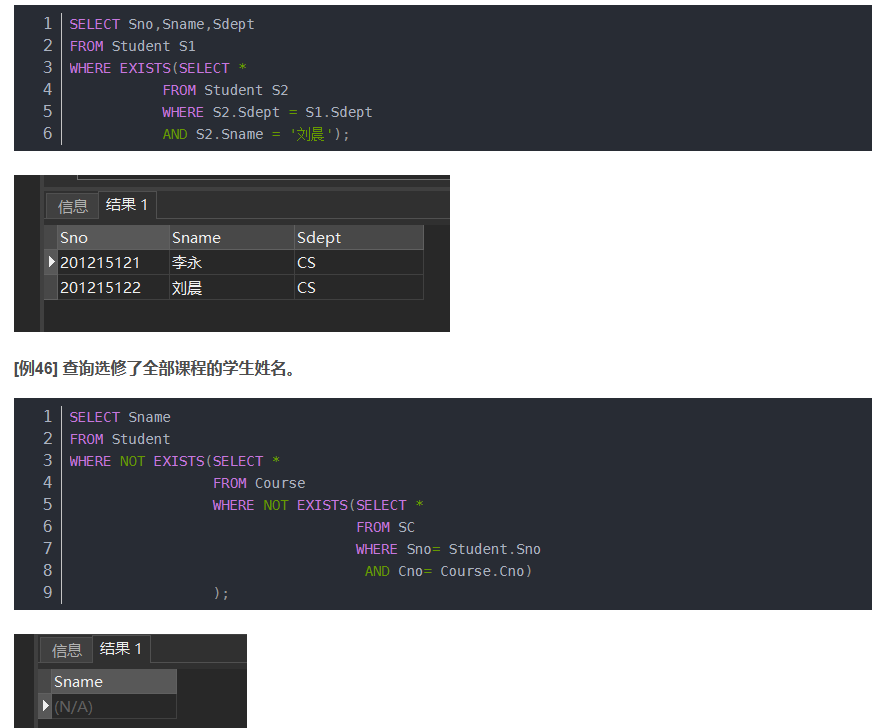 1 SELECT Sno,Sname,Sdept
2 FROM Student S1
3 WHERE EXISTS(SELECT *
4 FROM Student S2
5 WHERE S2.Sdept = S1.Sdept
6 AND S2.Sname = '刘晨');
信息 结果 1
Sno Sname Sdept
201215121 李永 CS
201215122 刘晨 CS
[例46] 查询选修了全部课程的学生姓名。
1 SELECT Sname
2 FROM Student
3 WHERE NOT EXISTS(SELECT *
4 FROM Course
5 WHERE NOT EXISTS(SELECT *
6 FROM SC
7 WHERE Sno= Student.Sno
8 AND Cno= Course.Cno)
9 );
信息 结果 1
Sname
(N/A)